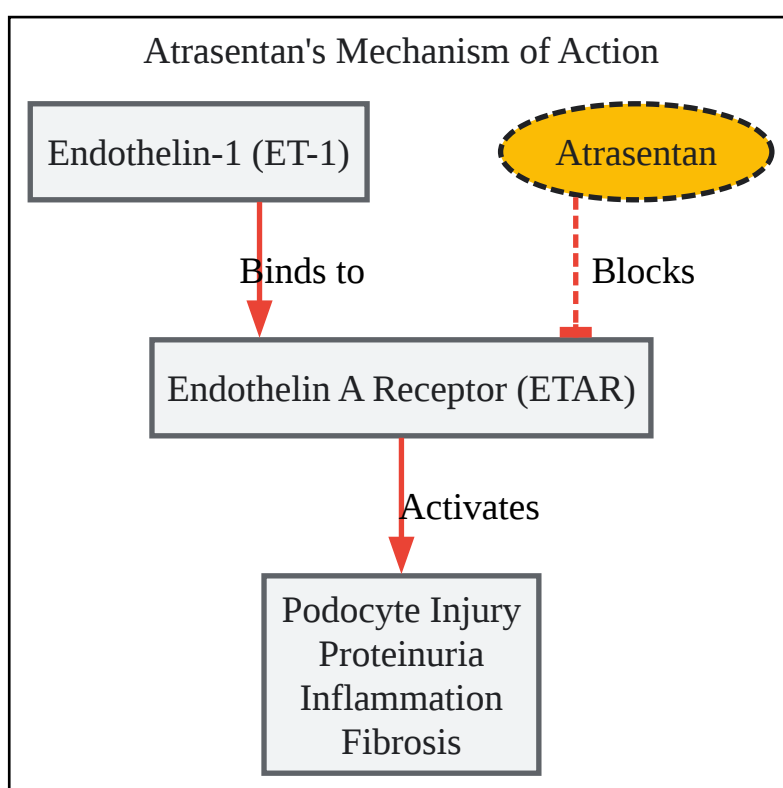 Atrasentan's Mechanism of Action
Endothelin-1 (ET-1)
Atrasentan
Binds to
Blocks
Endothelin A Receptor (ETAR)
Activates
Podocyte Injury
Proteinuria
Inflammation
Fibrosis